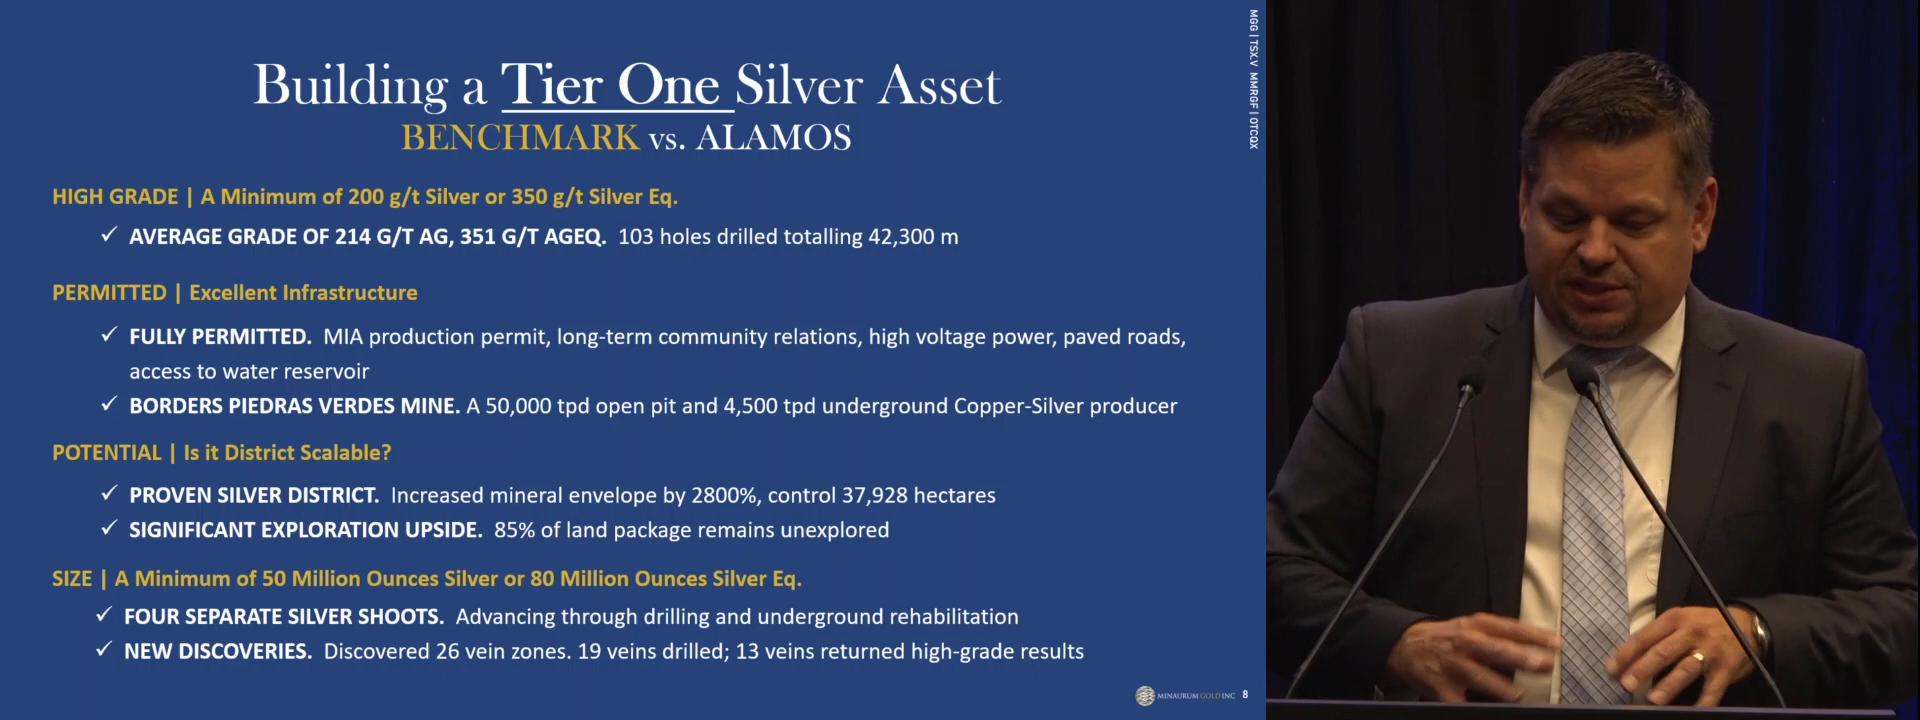 Building a Tier One Silver Asset
BENCHMARK vs. ALAMOS
HIGH GRADE | A Minimum of 200 g/t Silver or 350 g/t Silver Eq.
✓ AVERAGE GRADE OF 214 G/T AG, 351 G/T AGEQ. 103 holes drilled totalling 42,300 m
PERMITTED | Excellent Infrastructure
✓ FULLY PERMITTED. MIA production permit, long-term community relations, high voltage power, paved roads,
access to water reservoir
✓ BORDERS PIEDRAS VERDES MINE. A 50,000 tpd open pit and 4,500 tpd underground Copper-Silver producer
POTENTIAL | Is it District Scalable?
✓ PROVEN SILVER DISTRICT. Increased mineral envelope by 2800%, control 37,928 hectares
✓ SIGNIFICANT EXPLORATION UPSIDE. 85% of land package remains unexplored
SIZE | A Minimum of 50 Million Ounces Silver or 80 Million Ounces Silver Eq.
✓ FOUR SEPARATE SILVER SHOOTS. Advancing through drilling and underground rehabilitation
✓ NEW DISCOVERIES. Discovered 26 vein zones. 19 veins drilled; 13 veins returned high-grade results
MINAURUM GOLD INC 8
MGG | TSX.V MMRGF | OTCQX